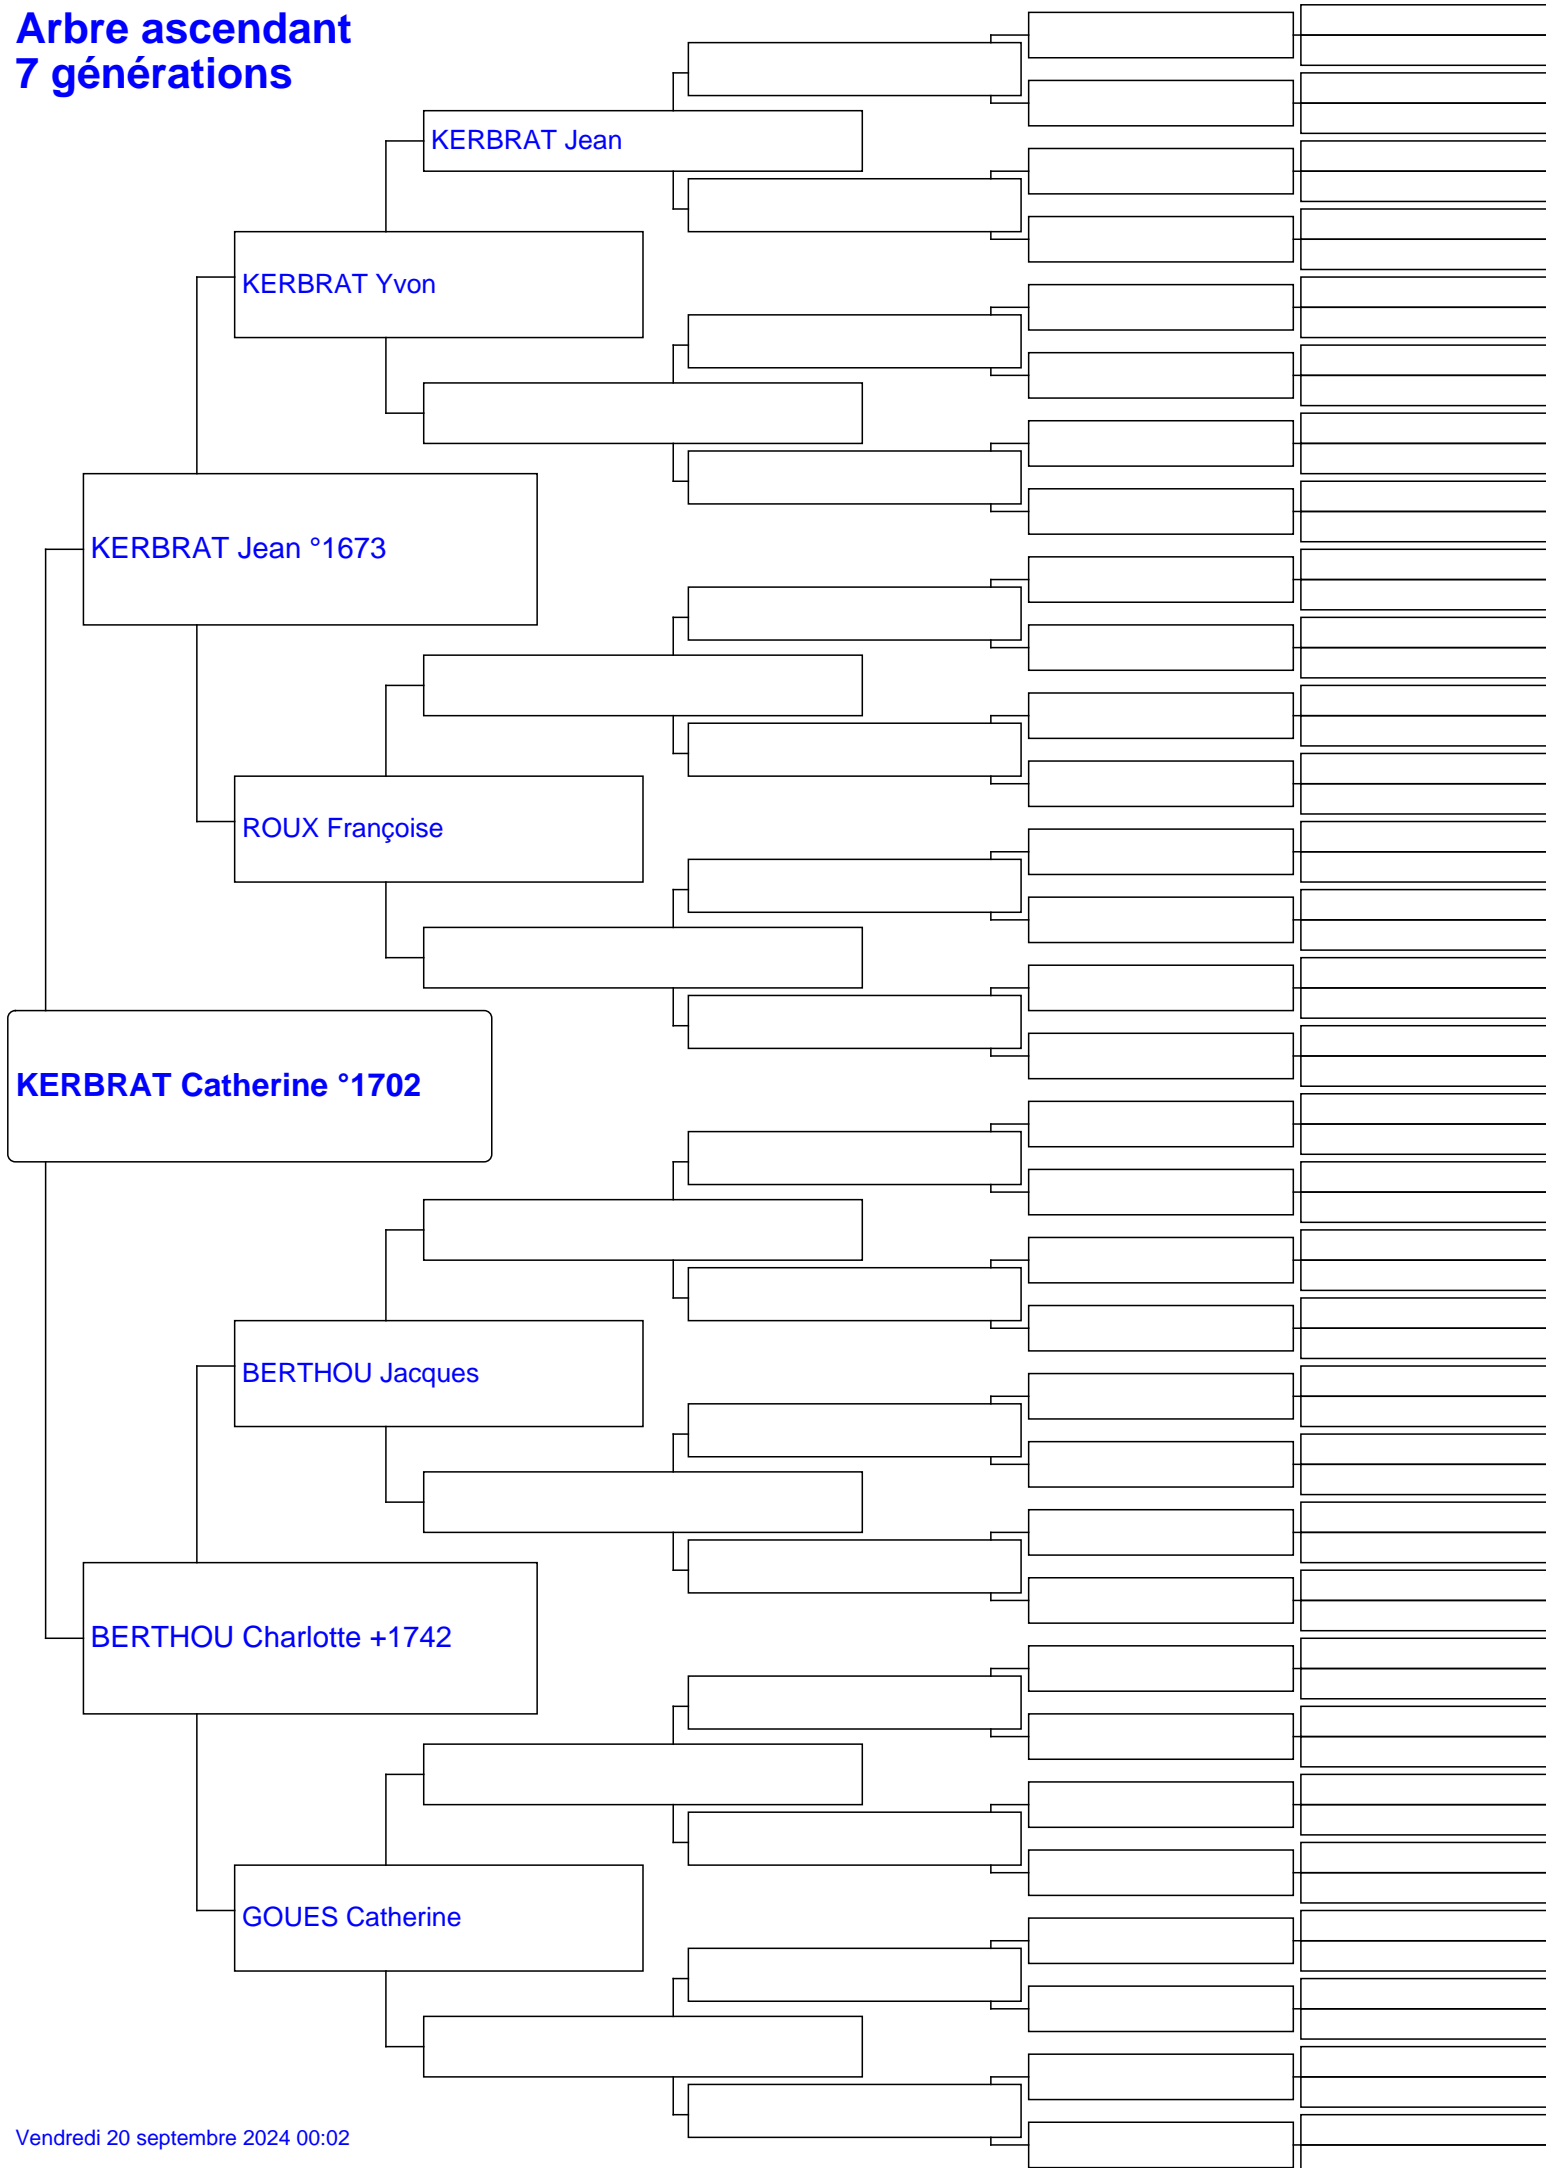 Arbre ascendant
7 générations
KERBRAT Jean
KERBRAT Yvon
KERBRAT Jean °1673
ROUX Françoise
KERBRAT Catherine °1702
BERTHOU Jacques
BERTHOU Charlotte +1742
GOUES Catherine
Vendredi 20 septembre 2024 00:02